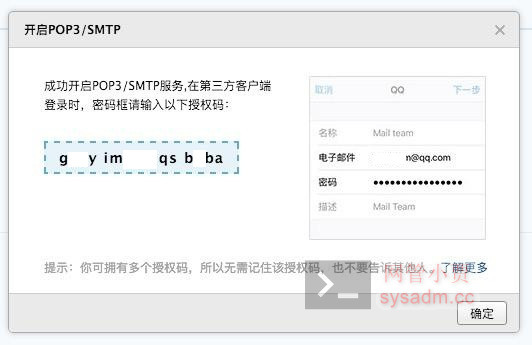 开启POP3/SMTP
成功开启POP3/SMTP服务,在第三方客户端
登录时，密码框请输入以下授权码：
g y im qs b ba
取消 QQ 下一步
名称 Mail team
电子邮件 n@qq.com
密码 ●●●●●●●●●●●●●●●●
描述 Mail Team
提示：你可拥有多个授权码，所以无需记住该授权码，也不要告诉其他人。了解更多
网管小贾
sysadm.cc
确定